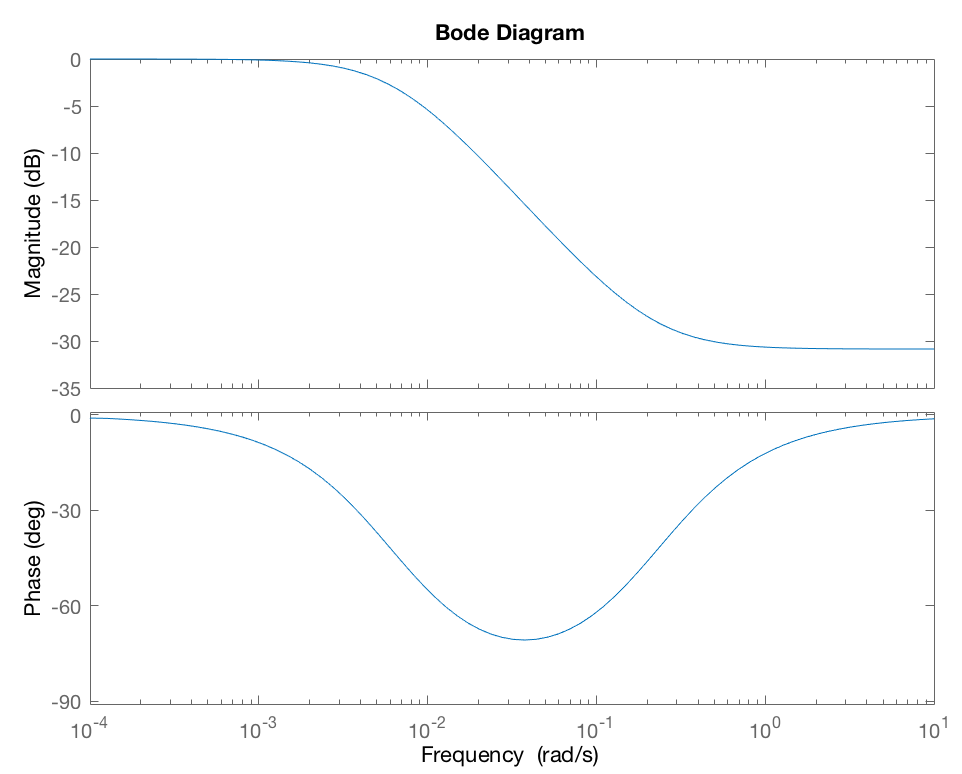 Bode Diagram
Magnitude (dB)
0
-5
-10
-15
-20
-25
-30
-35
Phase (deg)
0
-30
-60
-90
10^-4 10^-3 10^-2 10^-1 10^0 10^1
Frequency (rad/s)